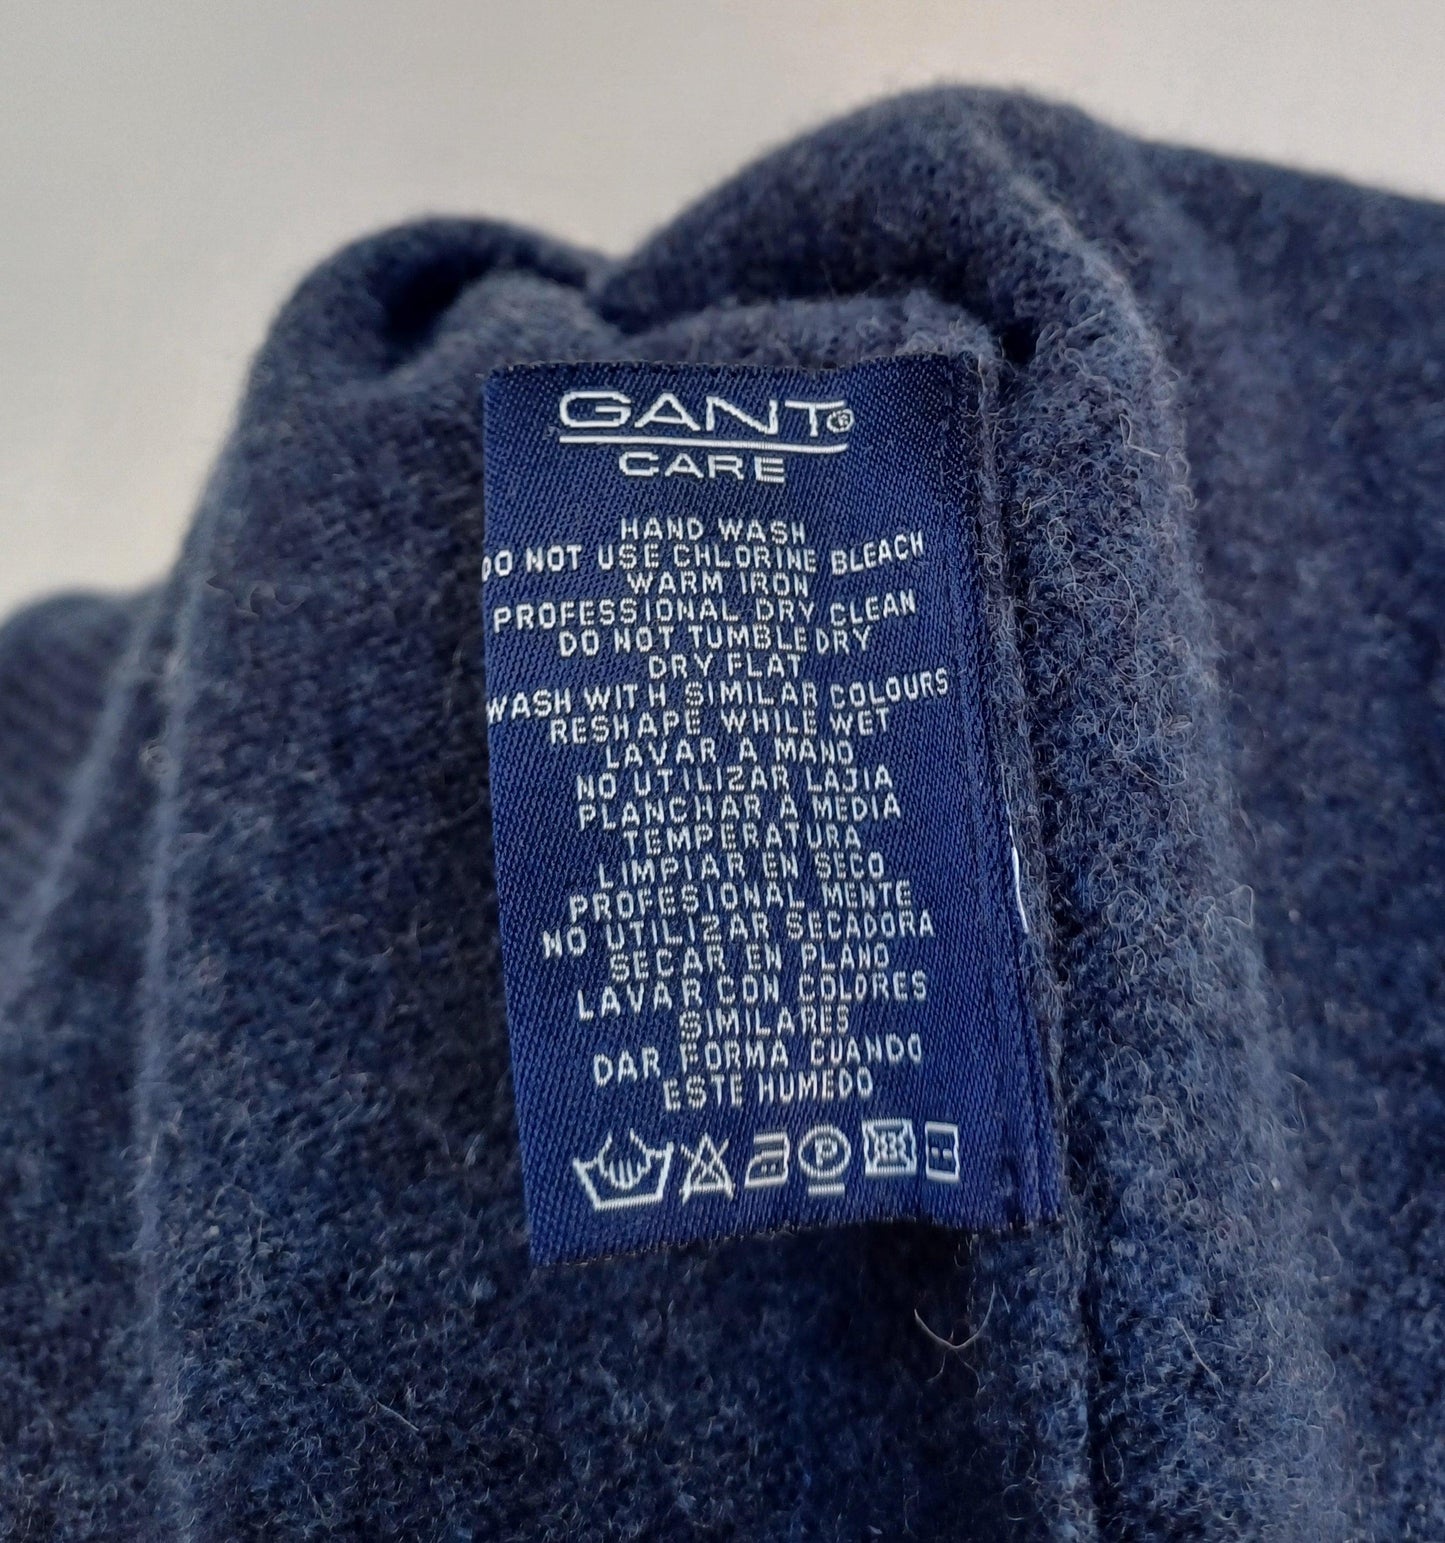 GANT®
CARE
HAND WASH
DO NOT USE CHLORINE BLEACH
WARM IRON
PROFESSIONAL DRY CLEAN
DO NOT TUMBLE DRY
DRY FLAT
WASH WITH SIMILAR COLOURS
RESHAPE WHILE WET
LAVAR A MANO
NO UTILIZAR LAJIA
PLANCHAR A MEDIA
TEMPERATURA
LIMPIAR EN SECO
PROFESIONAL MENTE
NO UTILIZAR SECADORA
SECAR EN PLANO
LAVAR CON COLORES
SIMILARES
DAR FORMA CUANDO
ESTE HUMEDO
P